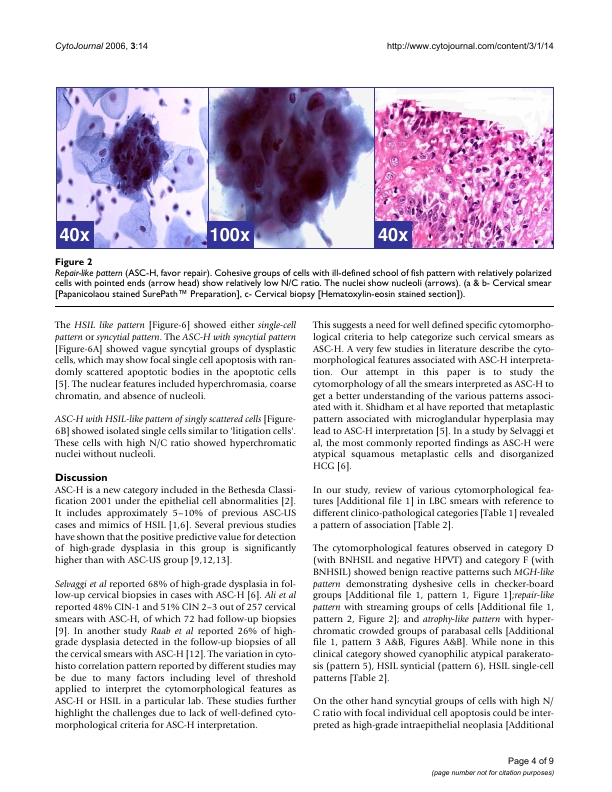 CytoJournal 2006, 3:14
http://www.cytojournal.com/content/3/1/14
40x
100x
40x
Figure 2
Repair-like pattern (ASC-H, favor repair). Cohesive groups of cells with ill-defined school of fish pattern with relatively polarized
cells with pointed ends (arrow head) show relatively low N/C ratio. The nuclei show nucleoli (arrows). (a & b- Cervical smear
[Papanicolaou stained SurePath™ Preparation], c- Cervical biopsy [Hematoxylin-eosin stained section]).
The HSIL like pattern [Figure-6] showed either single-cell
pattern or syncytial pattern. The ASC-H with syncytial pattern
[Figure-6A] showed vague syncytial groups of dysplastic
cells, which may show focal single cell apoptosis with ran-
domly scattered apoptotic bodies in the apoptotic cells
[5]. The nuclear features included hyperchromasia, coarse
chromatin, and absence of nucleoli.
ASC-H with HSIL-like pattern of singly scattered cells [Figure-
6B] showed isolated single cells similar to 'litigation cells'.
These cells with high N/C ratio showed hyperchromatic
nuclei without nucleoli.
Discussion
ASC-H is a new category included in the Bethesda Classi-
fication 2001 under the epithelial cell abnormalities [2].
It includes approximately 5–10% of previous ASC-US
cases and mimics of HSIL [1,6]. Several previous studies
have shown that the positive predictive value for detection
of high-grade dysplasia in this group is significantly
higher than with ASC-US group [9,12,13].
Selvaggi et al reported 68% of high-grade dysplasia in fol-
low-up cervical biopsies in cases with ASC-H [6]. Ali et al
reported 48% CIN-1 and 51% CIN 2–3 out of 257 cervical
smears with ASC-H, of which 72 had follow-up biopsies
[9]. In another study Raab et al reported 26% of high-
grade dysplasia detected in the follow-up biopsies of all
the cervical smears with ASC-H [12]. The variation in cyto-
histo correlation pattern reported by different studies may
be due to many factors including level of threshold
applied to interpret the cytomorphological features as
ASC-H or HSIL in a particular lab. These studies further
highlight the challenges due to lack of well-defined cyto-
morphological criteria for ASC-H interpretation.
This suggests a need for well defined specific cytomorpho-
logical criteria to help categorize such cervical smears as
ASC-H. A very few studies in literature describe the cyto-
morphological features associated with ASC-H interpreta-
tion. Our attempt in this paper is to study the
cytomorphology of all the smears interpreted as ASC-H to
get a better understanding of the various patterns associ-
ated with it. Shidham et al have reported that metaplastic
pattern associated with microglandular hyperplasia may
lead to ASC-H interpretation [5]. In a study by Selvaggi et
al, the most commonly reported findings as ASC-H were
atypical squamous metaplastic cells and disorganized
HCG [6].
In our study, review of various cytomorphological fea-
tures [Additional file 1] in LBC smears with reference to
different clinico-pathological categories [Table 1] revealed
a pattern of association [Table 2].
The cytomorphological features observed in category D
(with BNHSIL and negative HPVT) and category F (with
BNHSIL) showed benign reactive patterns such MGH-like
pattern demonstrating dyshesive cells in checker-board
groups [Additional file 1, pattern 1, Figure 1];repair-like
pattern with streaming groups of cells [Additional file 1,
pattern 2, Figure 2]; and atrophy-like pattern with hyper-
chromatic crowded groups of parabasal cells [Additional
file 1, pattern 3 A&B, Figures A&B]. While none in this
clinical category showed cyanophilic atypical parakerato-
sis (pattern 5), HSIL synticial (pattern 6), HSIL single-cell
patterns [Table 2].
On the other hand syncytial groups of cells with high N/
C ratio with focal individual cell apoptosis could be inter-
preted as high-grade intraepithelial neoplasia [Additional
Page 4 of 9
(page number not for citation purposes)